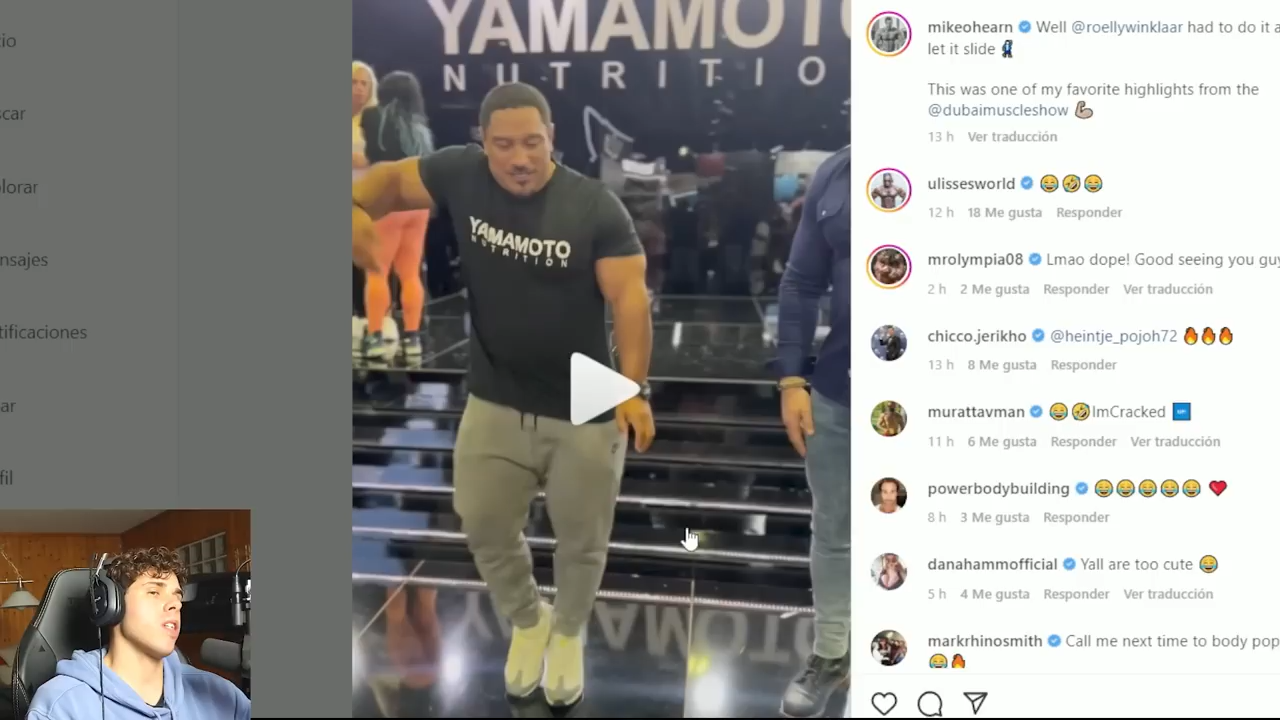 cio
scar
plorar
ensajes
tificaciones
ar
fil
YAMAMOTO
NUTRITIO
YAMAMOTO
NUTRITION
mikeohearn Well @roellywinklaar had to do it a
let it slide
This was one of my favorite highlights from the
@dubaimuscleshow
13 h Ver traducción
ulissesworld
12 h 18 Me gusta Responder
mrolympia08 Lmao dope! Good seeing you guy
2 h 2 Me gusta Responder Ver traducción
chicco.jerikho @heintje_pojoh72 🔥🔥🔥
13 h 8 Me gusta Responder
murattavman 😂🤣ImCracked 🆙
11 h 6 Me gusta Responder Ver traducción
powerbodybuilding 😂😂😂😂😂 ❤️
8 h 3 Me gusta Responder
danahammofficial Yall are too cute 😂
5 h 4 Me gusta Responder Ver traducción
markrhinosmith Call me next time to body pop
😂🔥